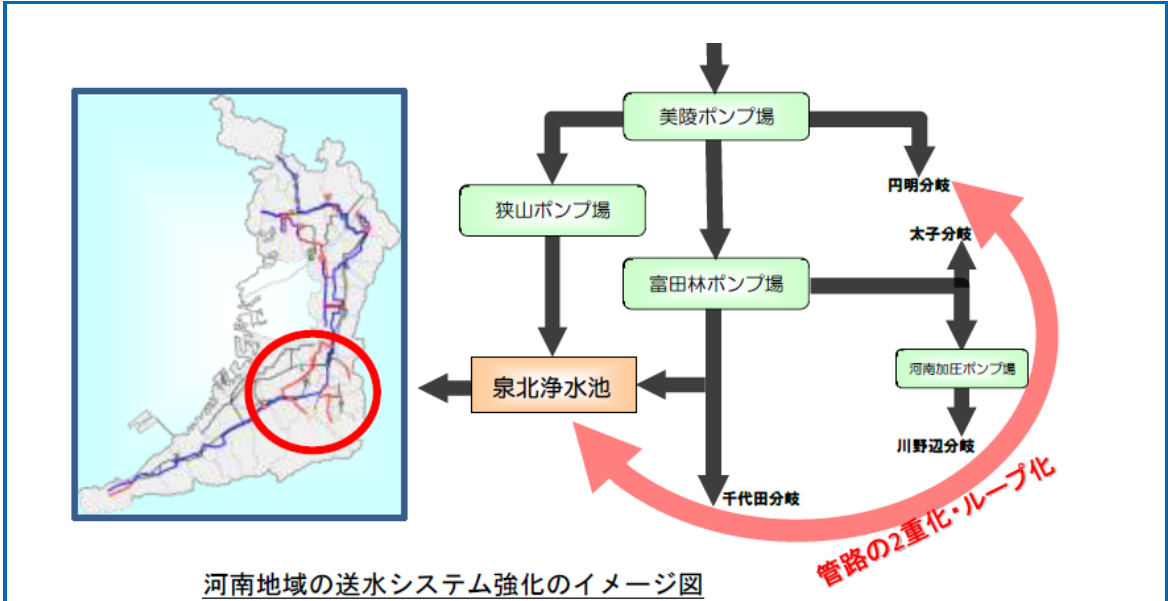 美陵ポンプ場
円明分岐
狭山ポンプ場
太子分岐
富田林ポンプ場
河南加圧ポンプ場
泉北浄水池
川野辺分岐
千代田分岐
管路の2重化・ループ化
河南地域の送水システム強化のイメージ図